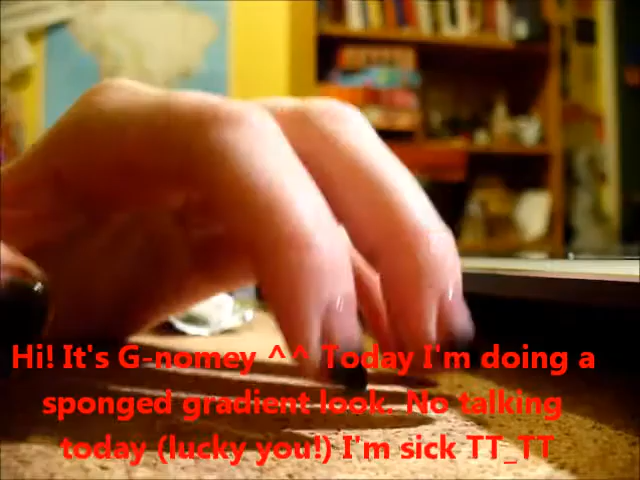 Hi! It's G-nomey ^^ Today I'm doing a
sponged gradient look. No talking
today (lucky you!) I'm sick TT_TT